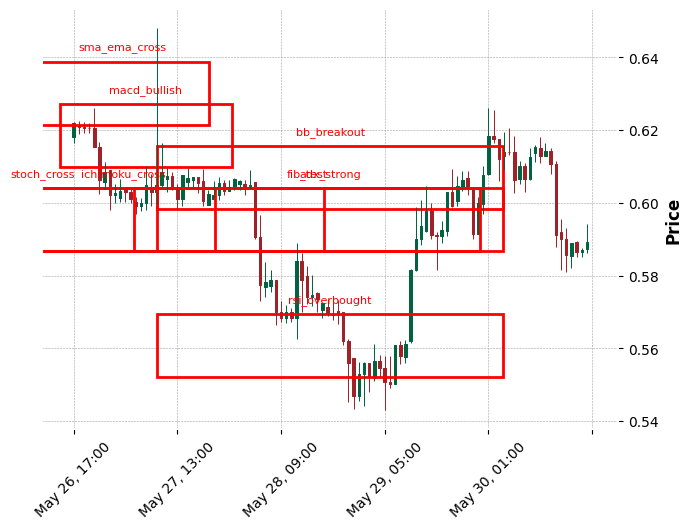 sma_ema_cross
macd_bullish
bb_breakout
stoch_cross
rsi_overbought
0.64
0.62
0.60
0.58
0.56
0.54
Price
May 26, 17:00
May 27, 13:00
May 28, 09:00
May 29, 05:00
May 30, 01:00